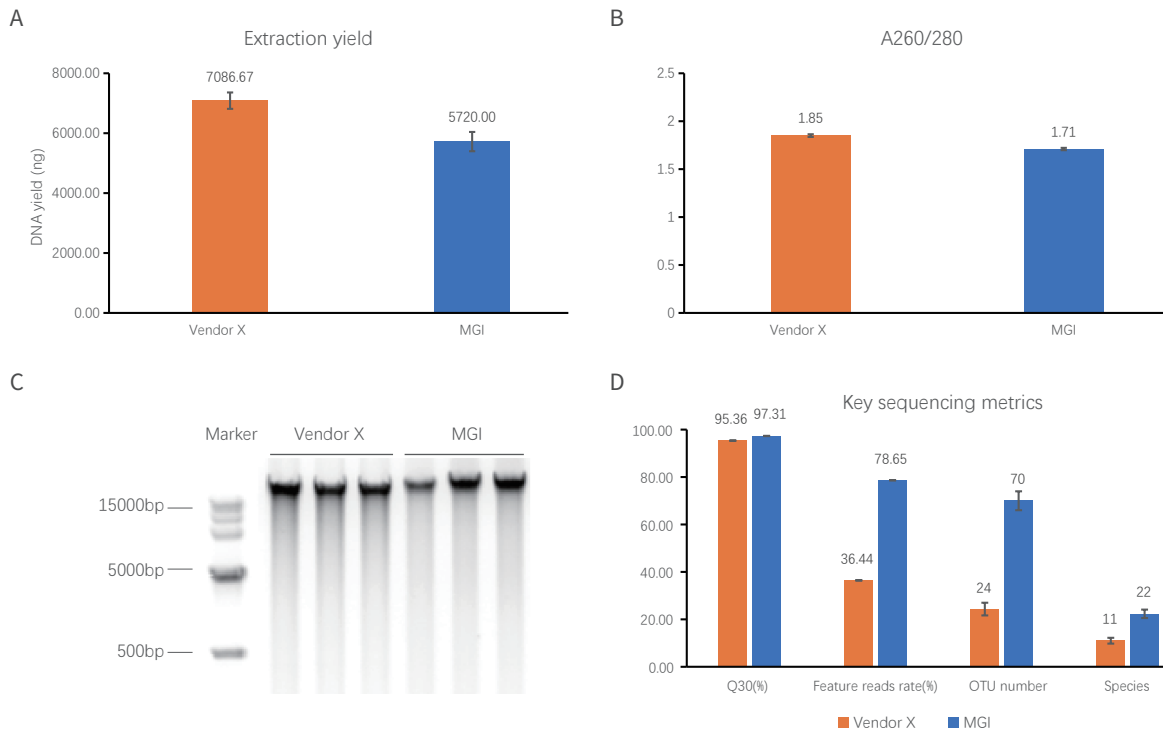 A
Extraction yield
8000.00
6000.00
4000.00
2000.00
0.00
DNA yield (ng)
7086.67
5720.00
Vendor X
MGI
B
A260/280
2.5
2
1.5
1
0.5
0
1.85
1.71
Vendor X
MGI
C
Marker
Vendor X
MGI
15000bp
5000bp
500bp
D
Key sequencing metrics
100.00
80.00
60.00
40.00
20.00
0.00
95.36
97.31
36.44
78.65
24
70
11
22
Q30(%)
Feature reads rate(%)
OTU number
Species
Vendor X
MGI